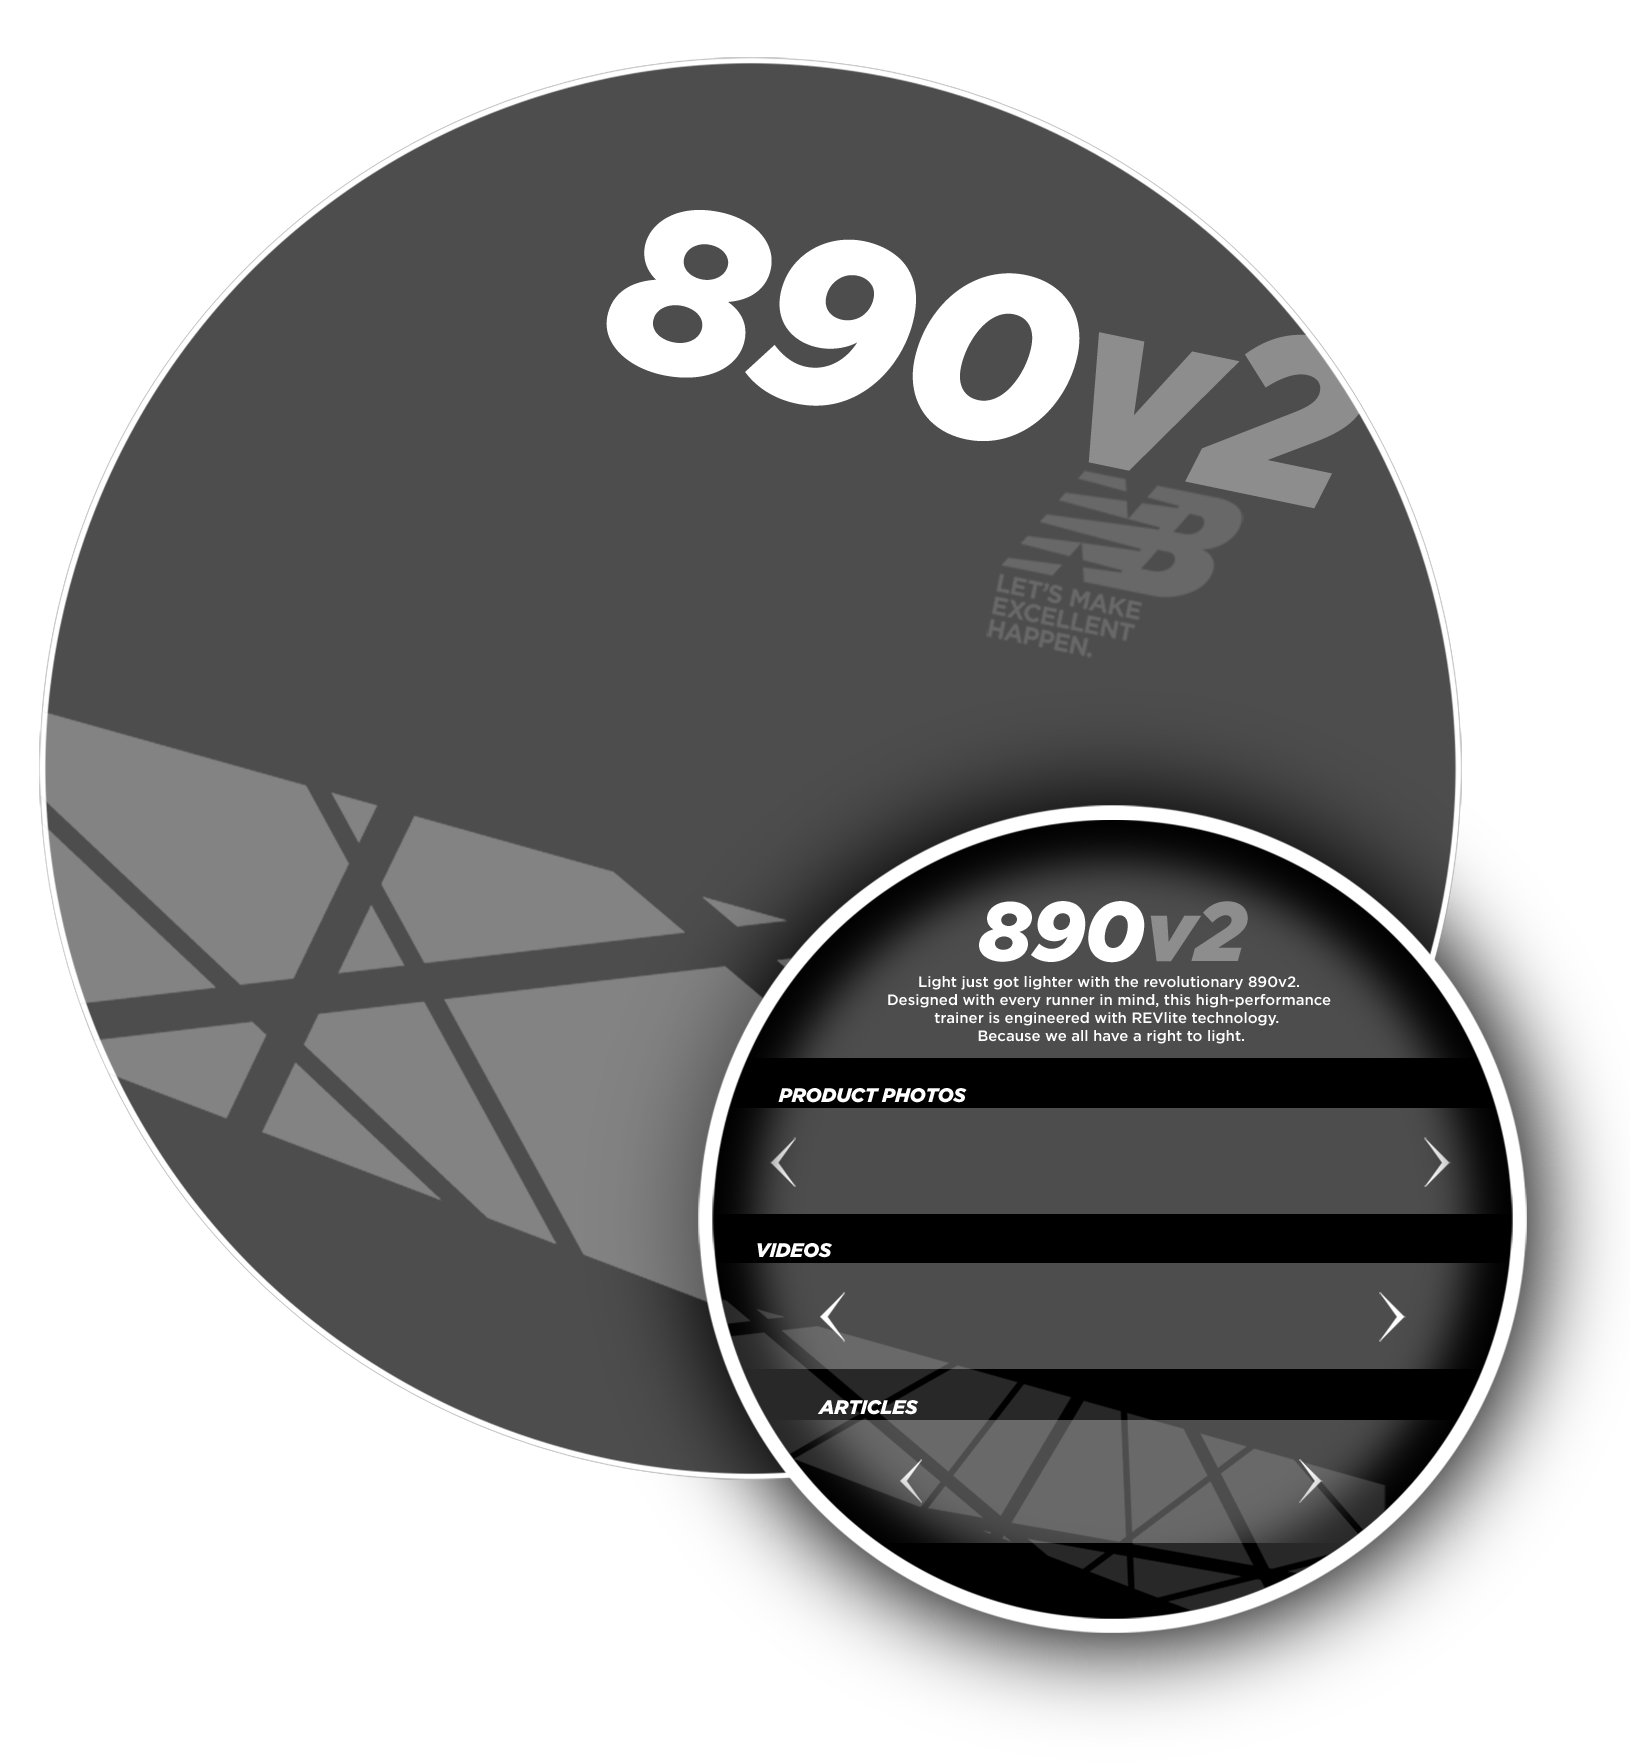 890v2
NB
LET'S MAKE
EXCELLENT
HAPPEN.
890v2
Light just got lighter with the revolutionary 890v2.
Designed with every runner in mind, this high-performance
trainer is engineered with REVlite technology.
Because we all have a right to light.
PRODUCT PHOTOS
VIDEOS
ARTICLES